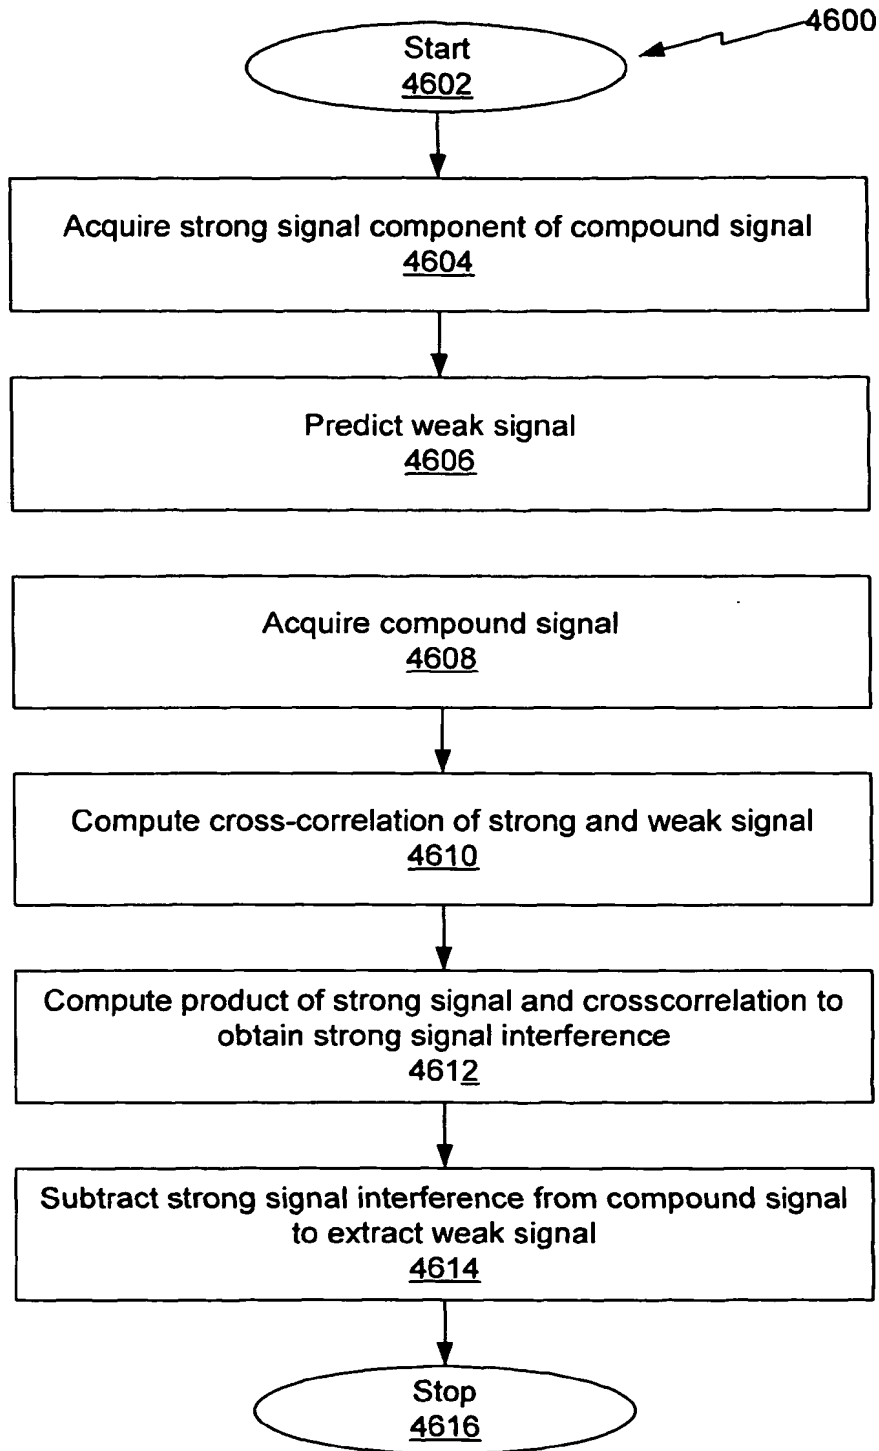 4600
Start
4602
Acquire strong signal component of compound signal
4604
Predict weak signal
4606
Acquire compound signal
4608
Compute cross-correlation of strong and weak signal
4610
Compute product of strong signal and crosscorrelation to
obtain strong signal interference
4612
Subtract strong signal interference from compound signal
to extract weak signal
4614
Stop
4616